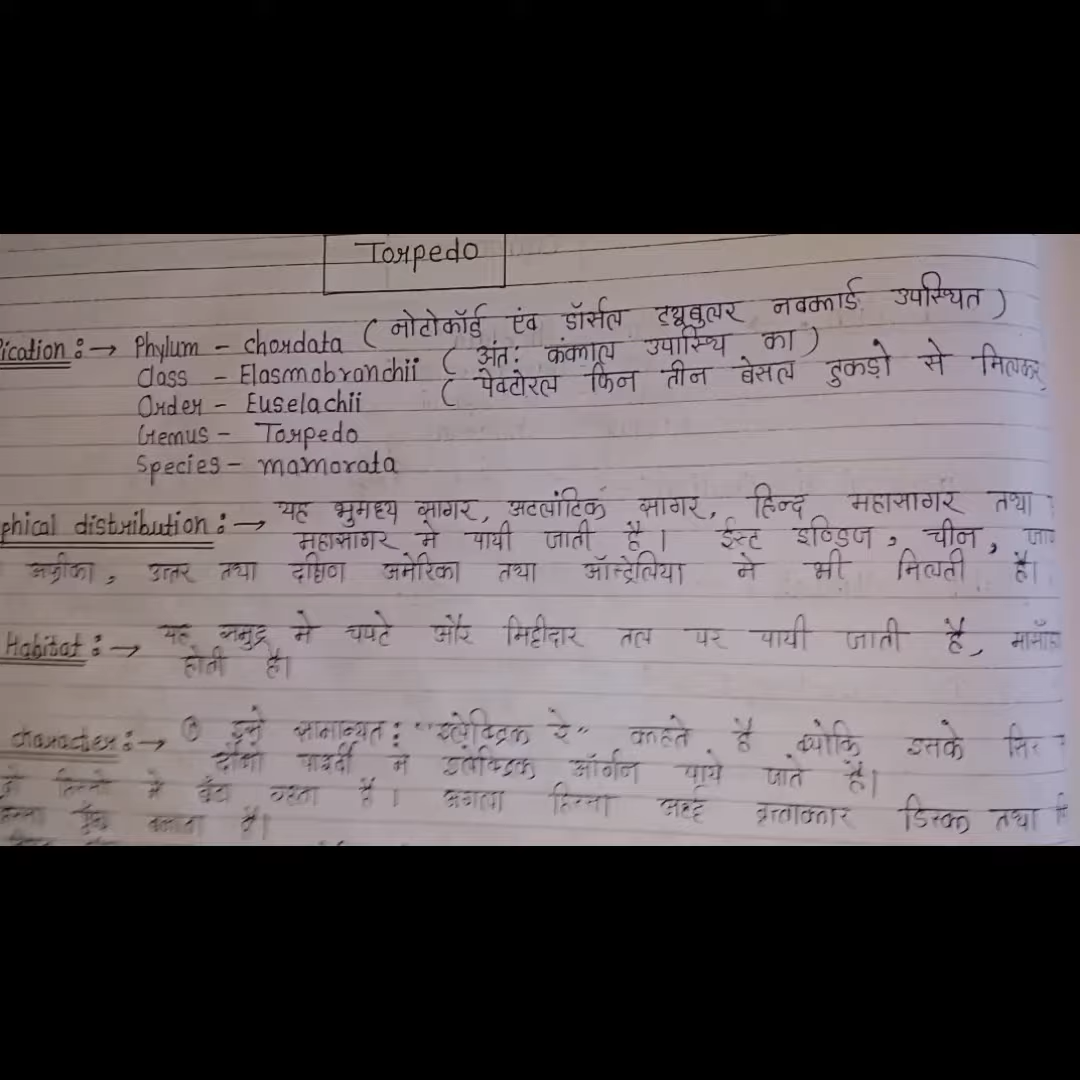 Torpedo
ication :→ Phylum - chordata ( नोटोकॉर्ड एंव डॉर्सल ट्यूबुलर नवकार्ड उपस्थित )
Class - Elasmobranchii ( अंत: कंकाल उपास्थि का )
Order - Euselachii ( पेक्टोरल फिन तीन बेसल टुकड़ो से मिलकर
Genus - Torpedo
Species - mamorata
phical distribution :→ यह भुमध्य सागर, अटलांटिक सागर, हिन्द महासागर तथा
महासागर मे पायी जाती है। ईस्ट इण्डिज, चीन, जाप
अफ्रीका, उत्तर तथा दक्षिण अमेरिका तथा ऑस्ट्रेलिया मे भी मिलती है।
Habitat :→ यह समुद्र मे चपटे और मिट्टीदार तल पर पायी जाती है, मांसाहा
होती है।
character :→ इसे सामान्यत: "इलेक्ट्रिक रे" कहते है क्योकि इसके सिर
दोनो पार्श्वो मे इलेक्ट्रिक ऑर्गन पाये जाते है।
हिस्सो मे बँटा रहता है। अगला हिस्सा अर्द्ध वृत्ताकार डिस्क तथा
पूँछ बनाता है।